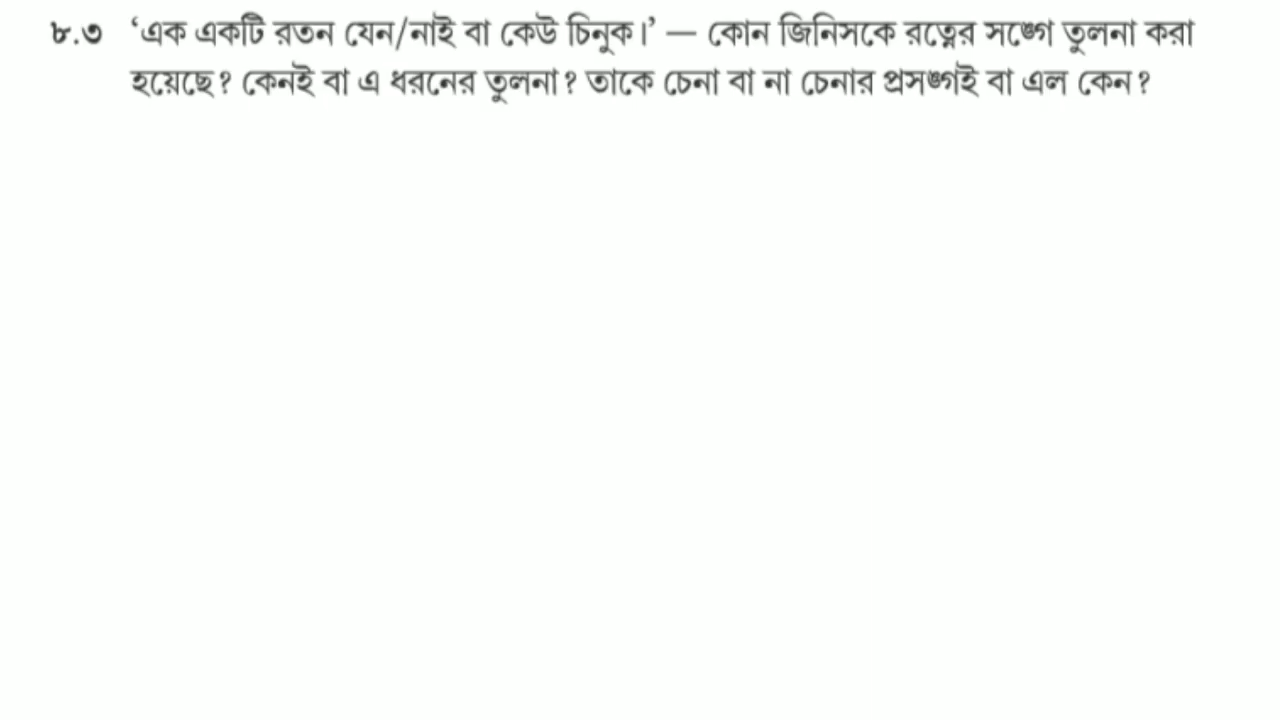 ৮.৩ ‘এক একটি রতন যেন/নাই বা কেউ চিনুক।’ — কোন জিনিসকে রত্নের সঙ্গে তুলনা করা
হয়েছে? কেনই বা এ ধরনের তুলনা? তাকে চেনা বা না চেনার প্রসঙ্গই বা এল কেন?